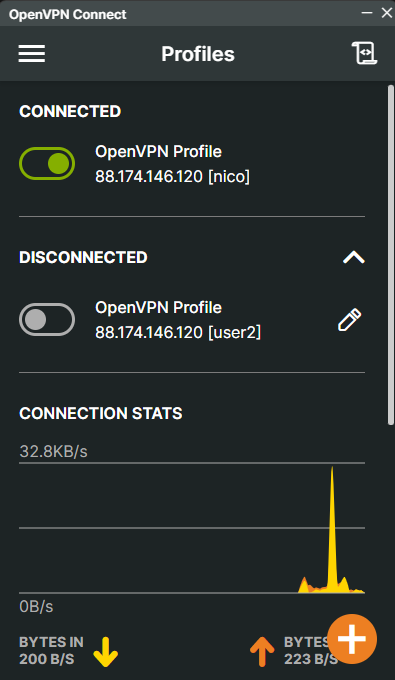 OpenVPN Connect
Profiles
CONNECTED
OpenVPN Profile
88.174.146.120 [nico]
DISCONNECTED
OpenVPN Profile
88.174.146.120 [user2]
CONNECTION STATS
32.8KB/s
0B/s
BYTES IN
200 B/S
BYTES
223 B/S